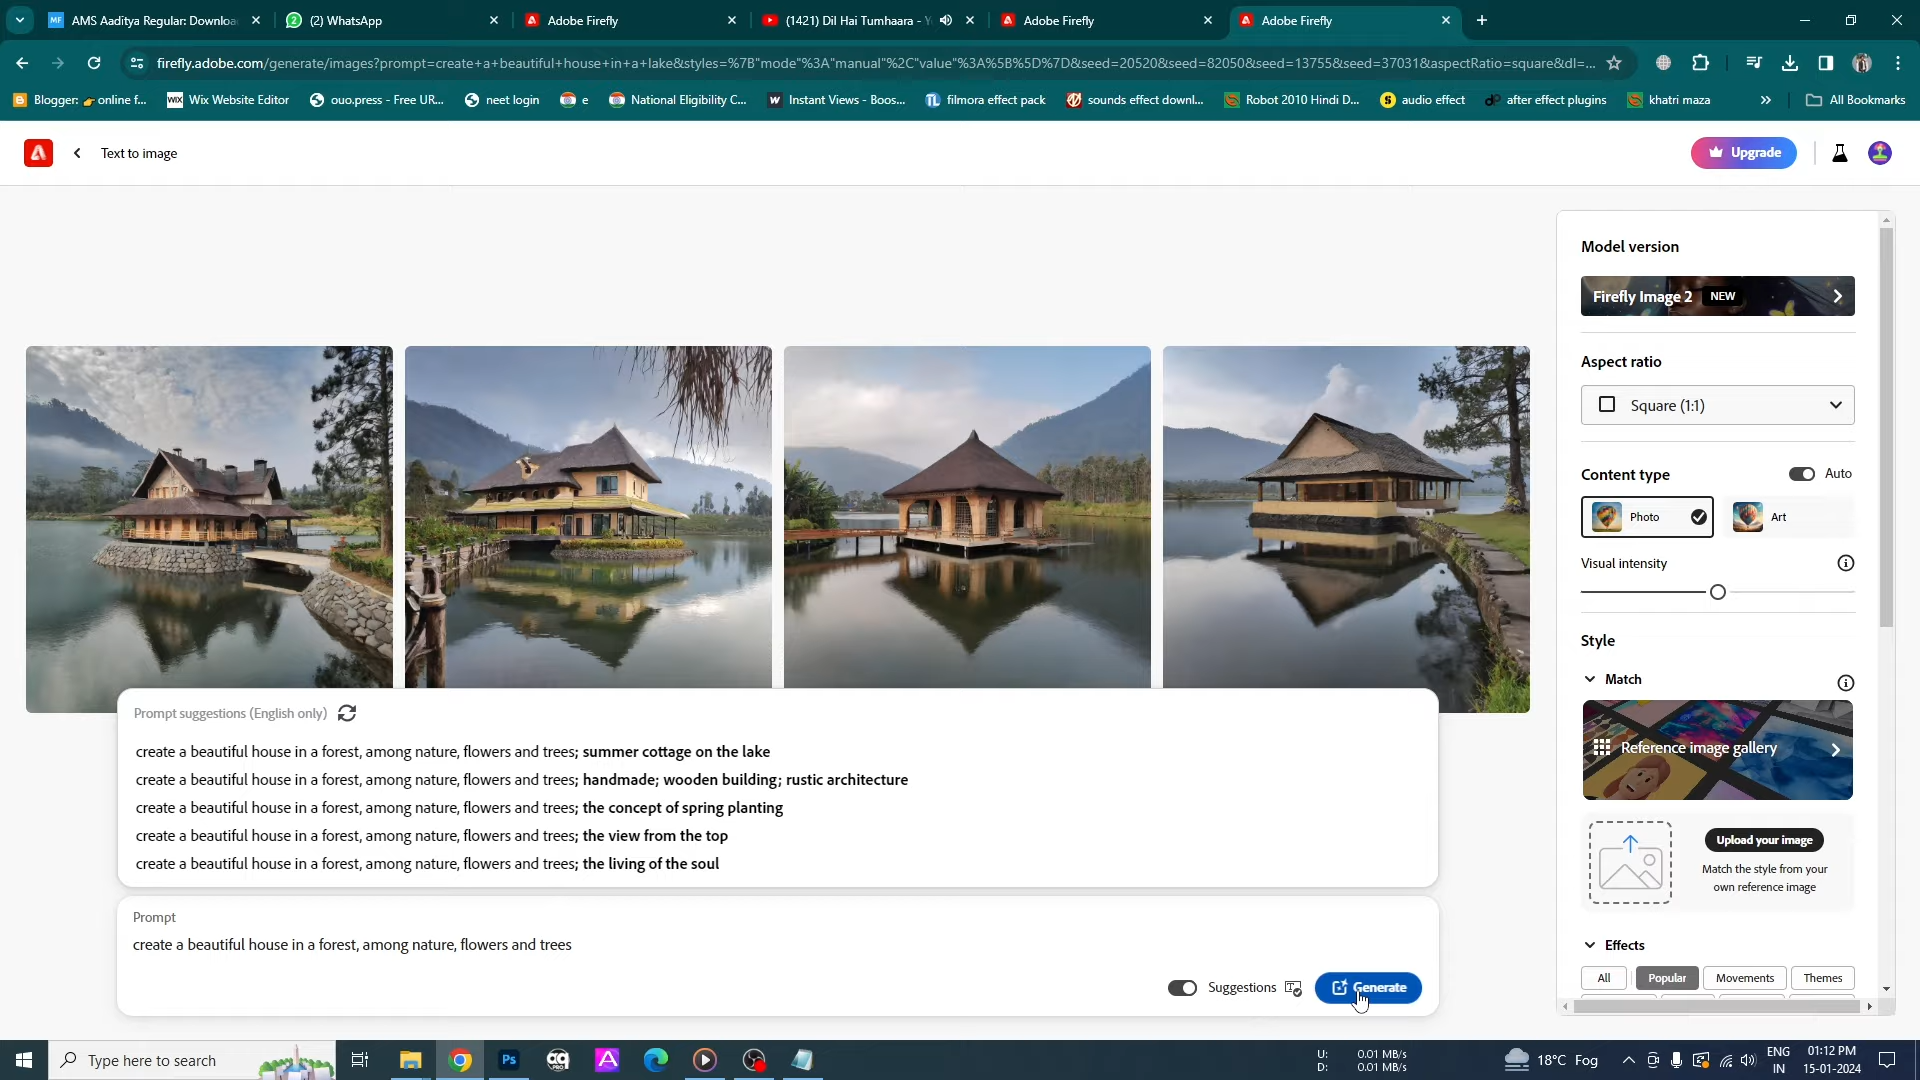 AMS Aaditya Regular: Downloa
(2) WhatsApp
Adobe Firefly
(1421) Dil Hai Tumhaara - Y
Adobe Firefly
Adobe Firefly
firefly.adobe.com/generate/images?prompt=create+a+beautiful+house+in+a+lake&styles=%7B"mode"%3A"manual"%2C"value"%3A%5B%5D%7D&seed=20520&seed=82050&seed=13755&seed=37031&aspectRatio=square&dl=...
Blogger: 👉online f...
Wix Website Editor
ouo.press - Free UR...
neet login
e
National Eligibility C...
Instant Views - Boos...
filmora effect pack
sounds effect downl...
Robot 2010 Hindi D...
audio effect
after effect plugins
khatri maza
»
All Bookmarks
Text to image
Upgrade
Model version
Firefly Image 2 NEW
Aspect ratio
Square (1:1)
Content type
Auto
Photo
Art
Visual intensity
Style
Match
Reference image gallery
Upload your image
Match the style from your
own reference image
Effects
All
Popular
Movements
Themes
Prompt suggestions (English only)
create a beautiful house in a forest, among nature, flowers and trees; summer cottage on the lake
create a beautiful house in a forest, among nature, flowers and trees; handmade; wooden building; rustic architecture
create a beautiful house in a forest, among nature, flowers and trees; the concept of spring planting
create a beautiful house in a forest, among nature, flowers and trees; the view from the top
create a beautiful house in a forest, among nature, flowers and trees; the living of the soul
Prompt
create a beautiful house in a forest, among nature, flowers and trees
Suggestions
Generate
Type here to search
U: 0.01 MB/s
D: 0.01 MB/s
18°C Fog
ENG
IN
01:12 PM
15-01-2024